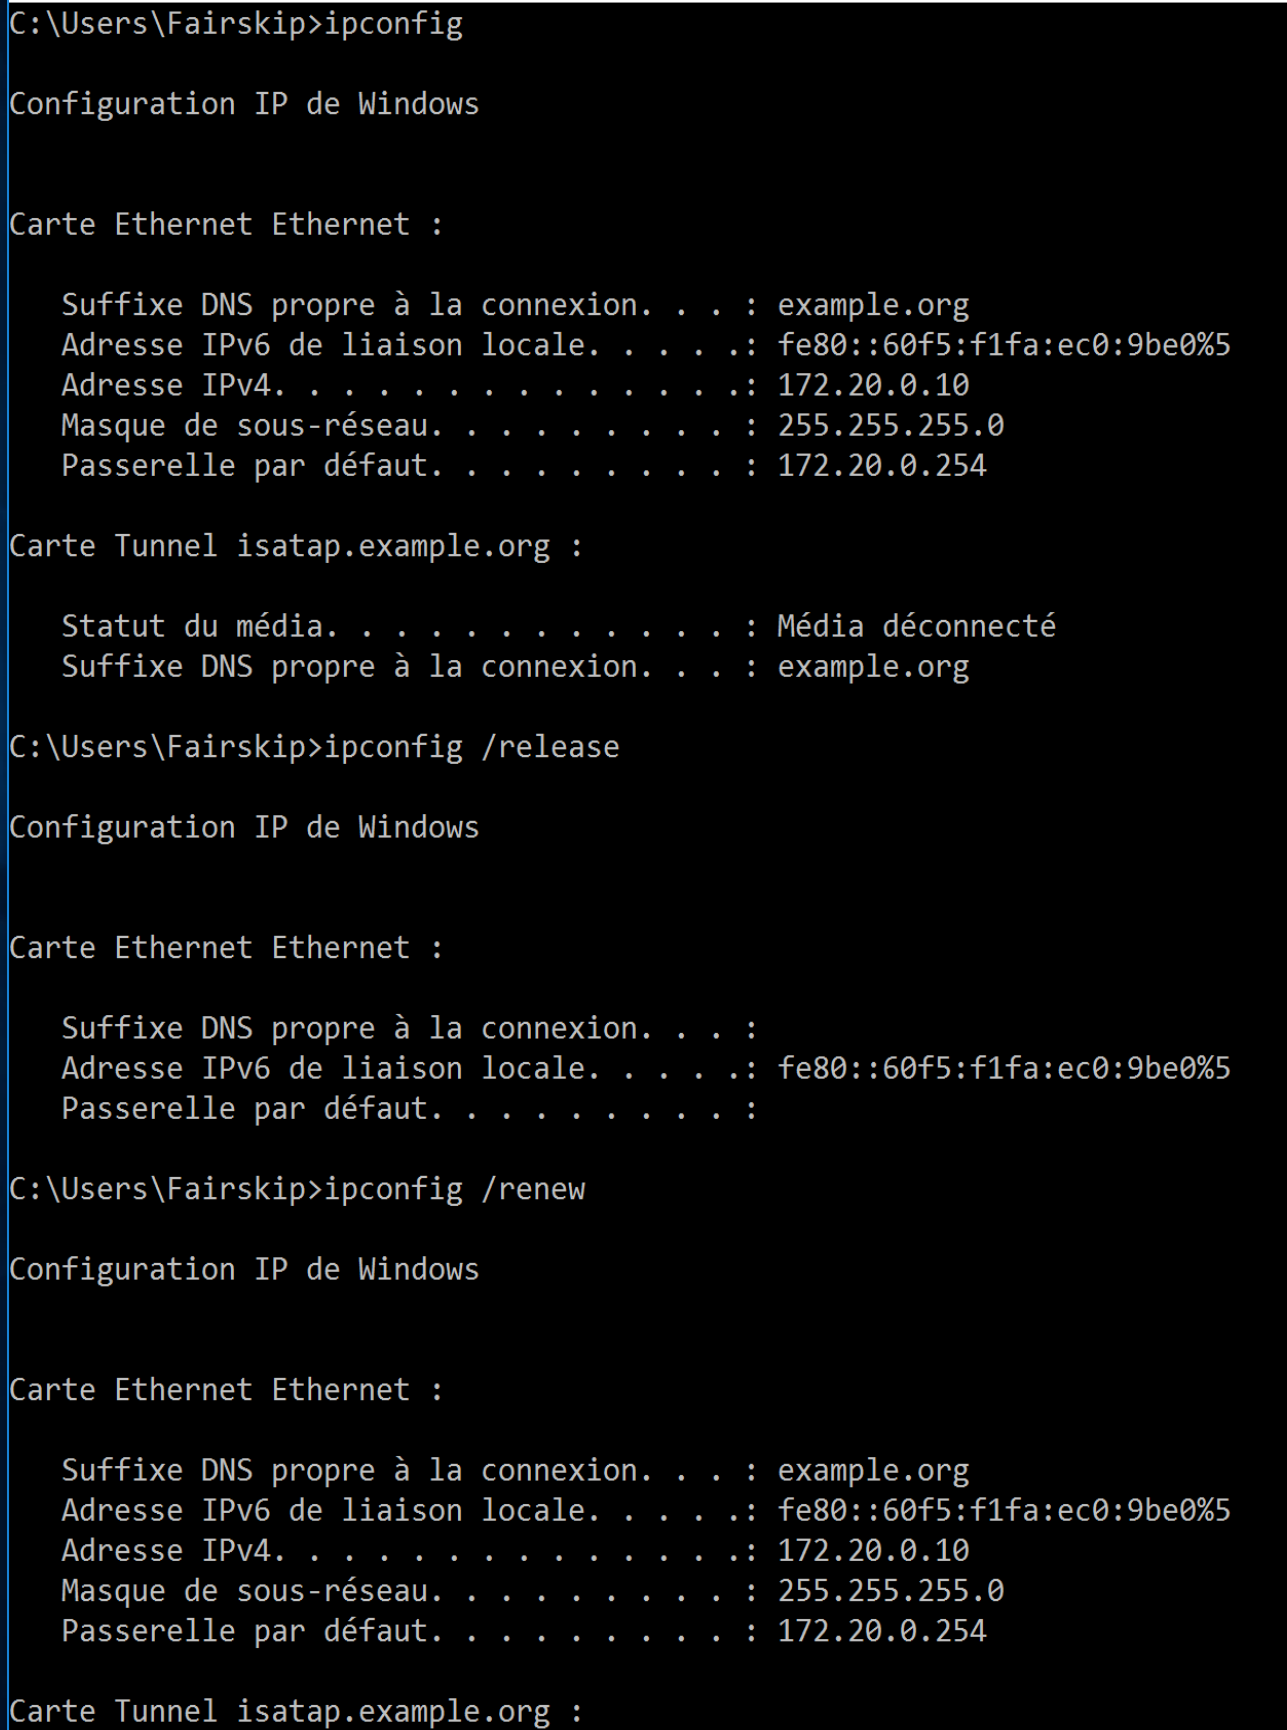 C:\Users\Fairskip>ipconfig
Configuration IP de Windows
Carte Ethernet Ethernet :
Suffixe DNS propre à la connexion. . . : example.org
Adresse IPv6 de liaison locale. . . . .: fe80::60f5:f1fa:ec0:9be0%5
Adresse IPv4. . . . . . . . . . . . . .: 172.20.0.10
Masque de sous-réseau. . . . . . . . . : 255.255.255.0
Passerelle par défaut. . . . . . . . . : 172.20.0.254
Carte Tunnel isatap.example.org :
Statut du média. . . . . . . . . . . . : Média déconnecté
Suffixe DNS propre à la connexion. . . : example.org
C:\Users\Fairskip>ipconfig /release
Configuration IP de Windows
Carte Ethernet Ethernet :
Suffixe DNS propre à la connexion. . . :
Adresse IPv6 de liaison locale. . . . .: fe80::60f5:f1fa:ec0:9be0%5
Passerelle par défaut. . . . . . . . . :
C:\Users\Fairskip>ipconfig /renew
Configuration IP de Windows
Carte Ethernet Ethernet :
Suffixe DNS propre à la connexion. . . : example.org
Adresse IPv6 de liaison locale. . . . .: fe80::60f5:f1fa:ec0:9be0%5
Adresse IPv4. . . . . . . . . . . . . .: 172.20.0.10
Masque de sous-réseau. . . . . . . . . : 255.255.255.0
Passerelle par défaut. . . . . . . . . : 172.20.0.254
Carte Tunnel isatap.example.org :